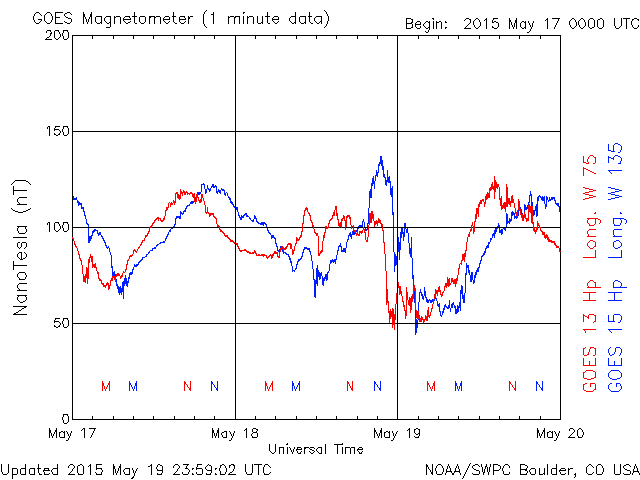 GOES Magnetometer (1 minute data)
Begin: 2015 May 17 0000 UTC
200
150
100
50
0
NanoTesla (nT)
M M N N M M N N M M N N
May 17 May 18 May 19 May 20
Universal Time
GOES 13 Hp Long. W 75
GOES 15 Hp Long. W 135
Updated 2015 May 19 23:59:02 UTC
NOAA/SWPC Boulder, CO USA